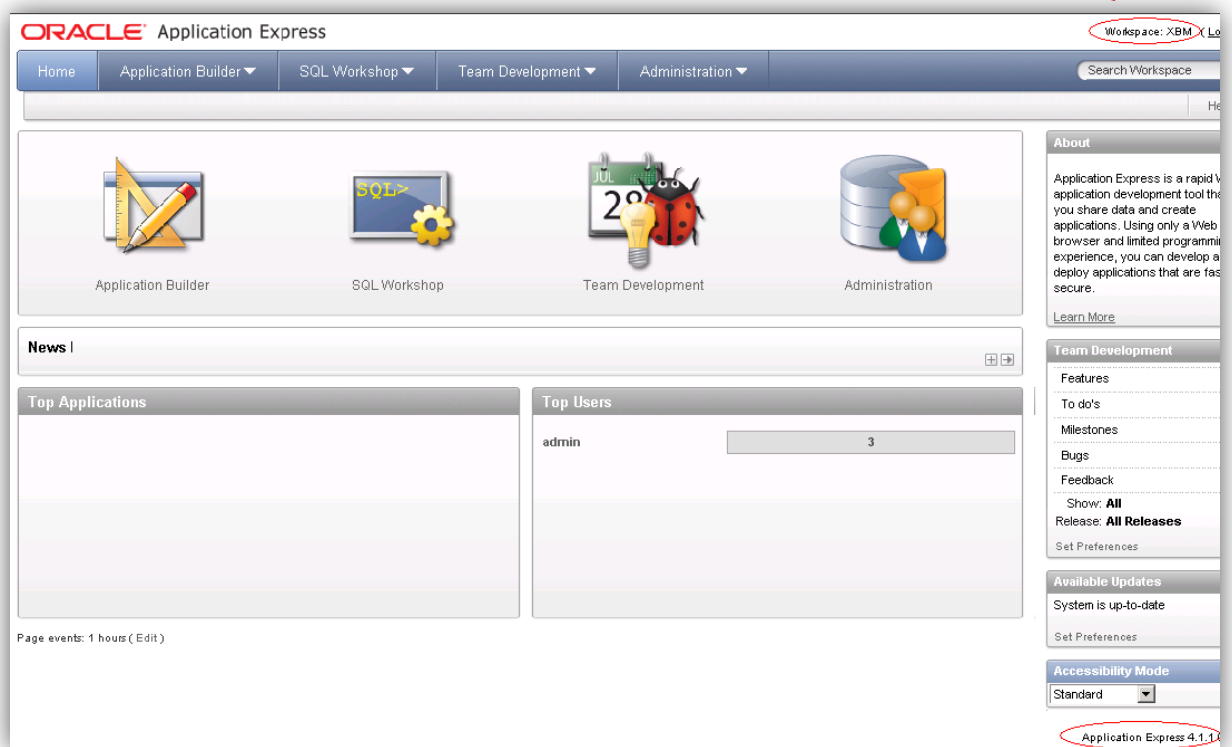 ORACLE Application Express
Workspace: XBM
Home Application Builder SQL Workshop Team Development Administration
Search Workspace
SQL>
JUL
28
Application Builder
SQL Workshop
Team Development
Administration
News |
Top Applications
Top Users
admin 3
Page events: 1 hours ( Edit )
About
Application Express is a rapid
application development tool
you share data and create
applications. Using only a Web
browser and limited
experience, you can develop
deploy applications that are
secure.
Learn More
Team Development
Features
To do's
Milestones
Bugs
Feedback
Show: All
Release: All Releases
Set Preferences
Available Updates
System is up-to-date
Set Preferences
Accessibility Mode
Standard
Application Express 4.1.1